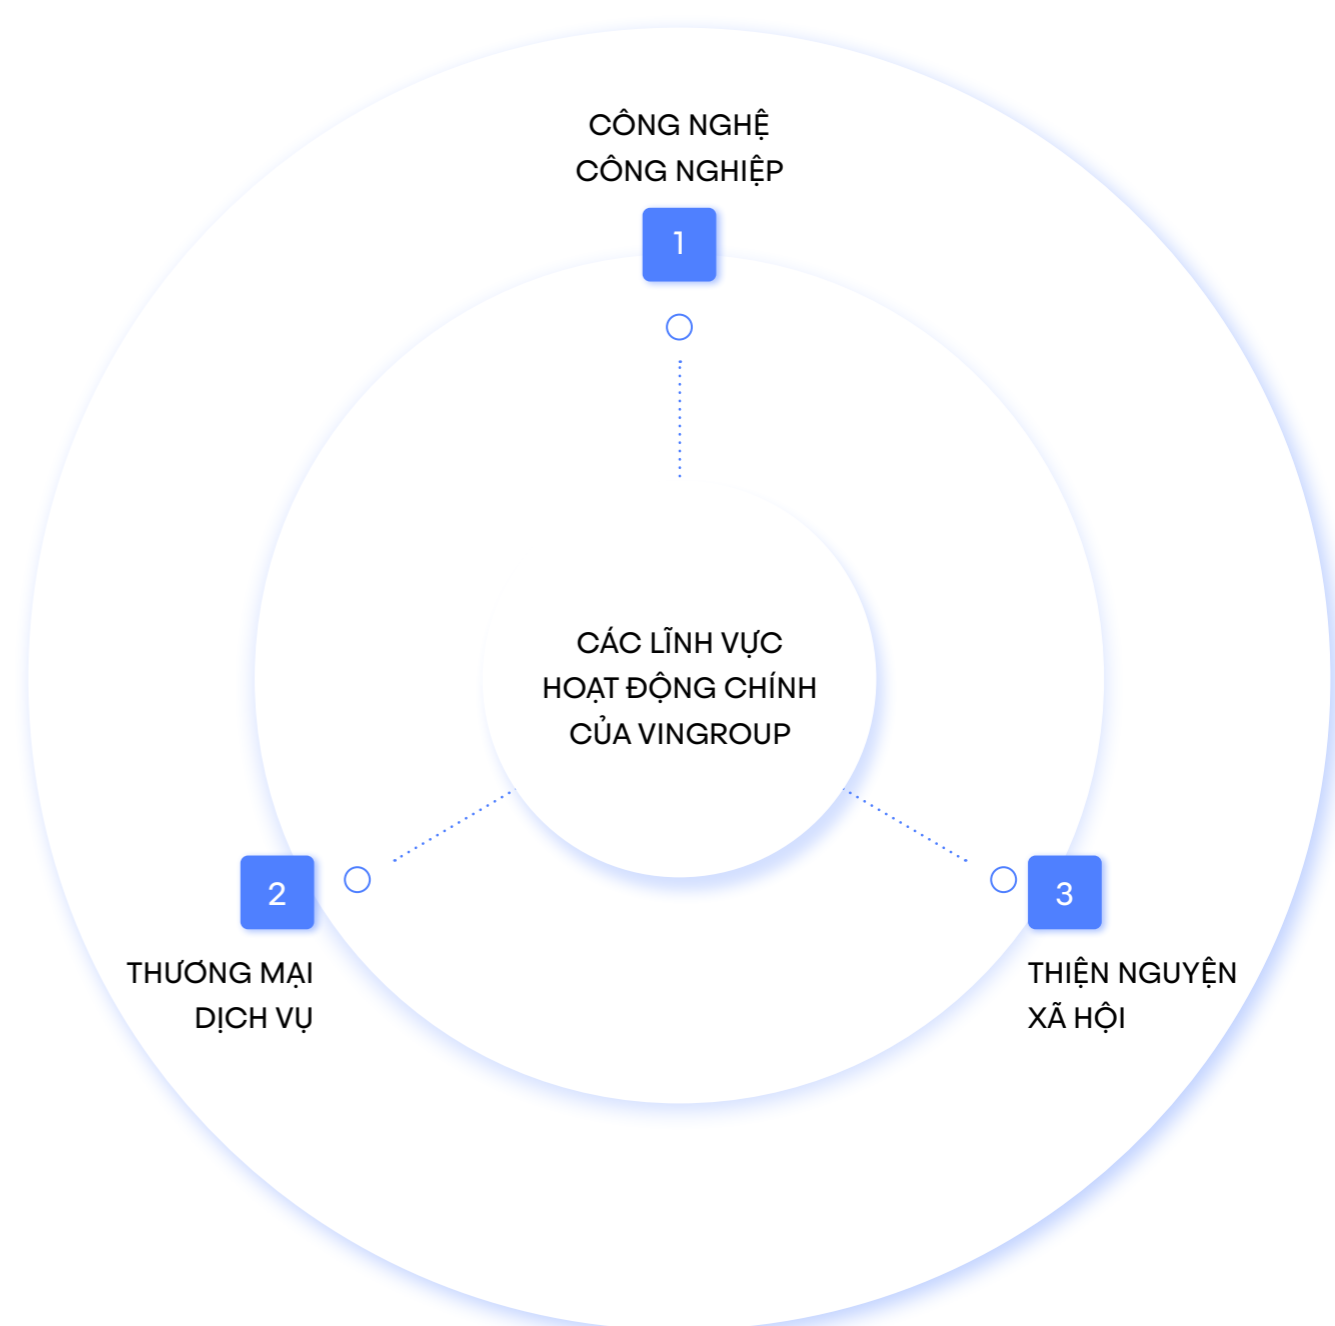 CÔNG NGHỆ
CÔNG NGHIỆP
1
CÁC LĨNH VỰC
HOẠT ĐỘNG CHÍNH
CỦA VINGROUP
2
THƯƠNG MẠI
DỊCH VỤ
3
THIỆN NGUYỆN
XÃ HỘI